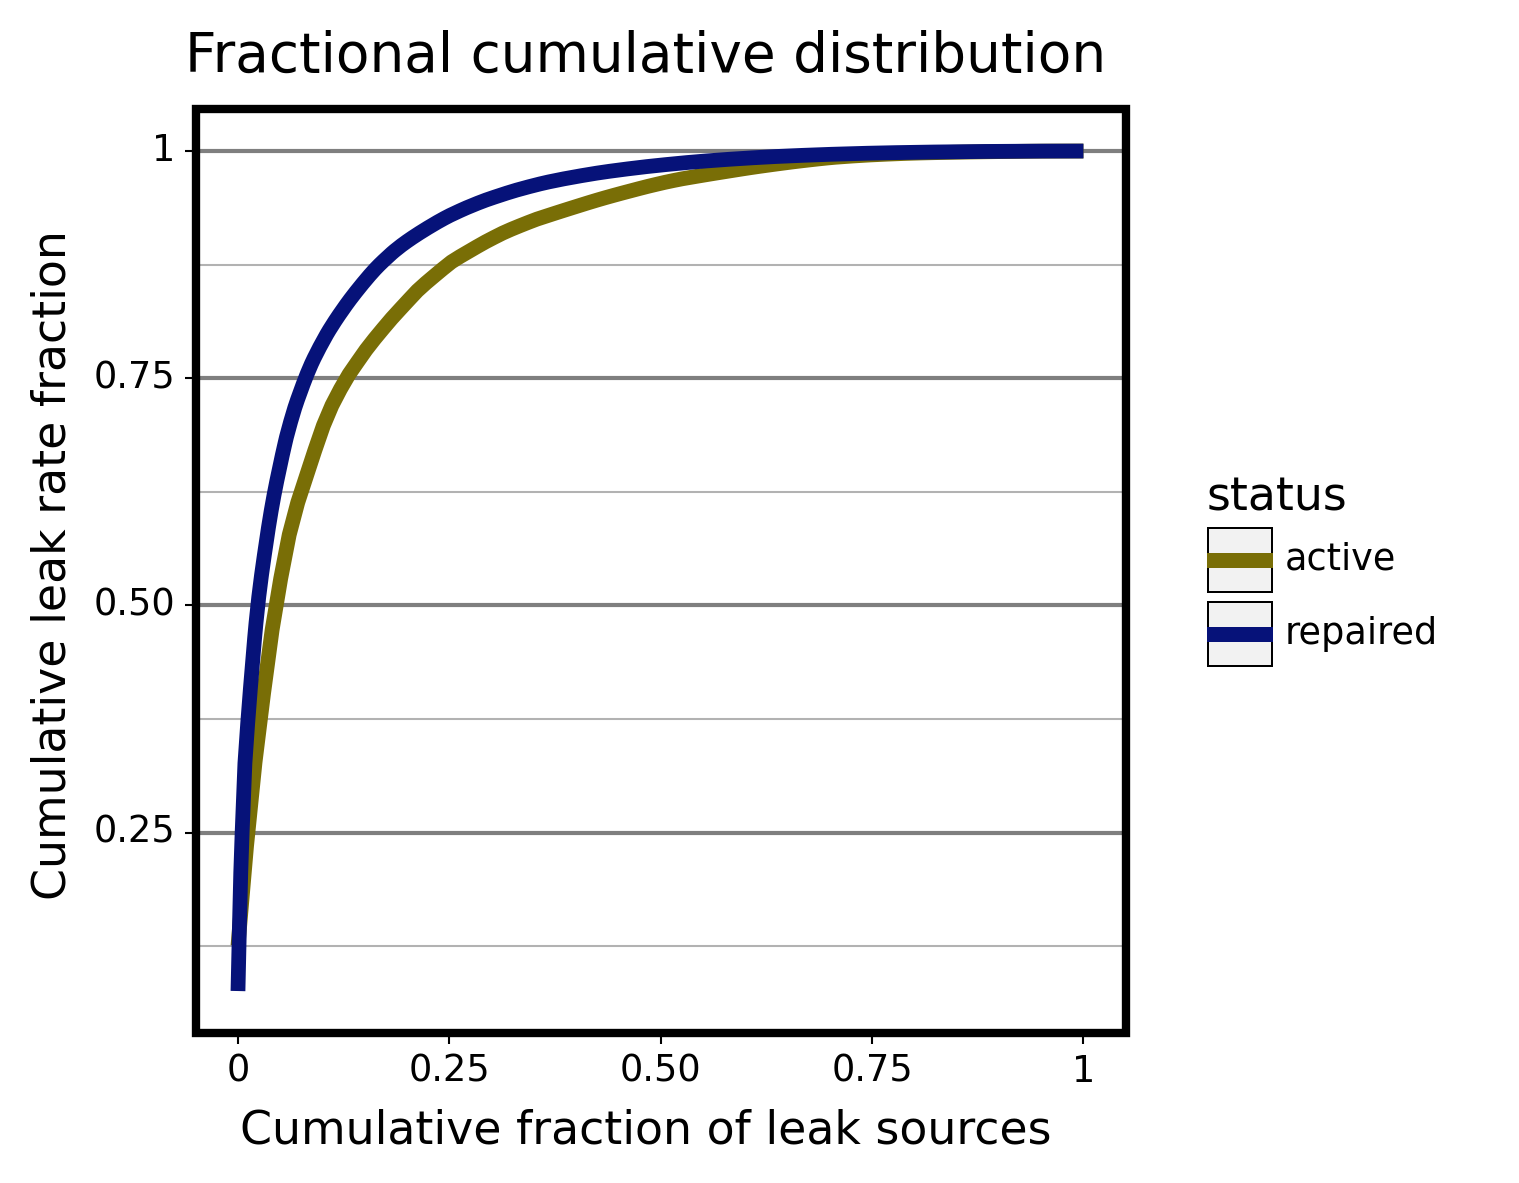 Fractional cumulative distribution
Cumulative leak rate fraction
1
0.75
0.50
0.25
0 0.25 0.50 0.75 1
Cumulative fraction of leak sources
status
active
repaired